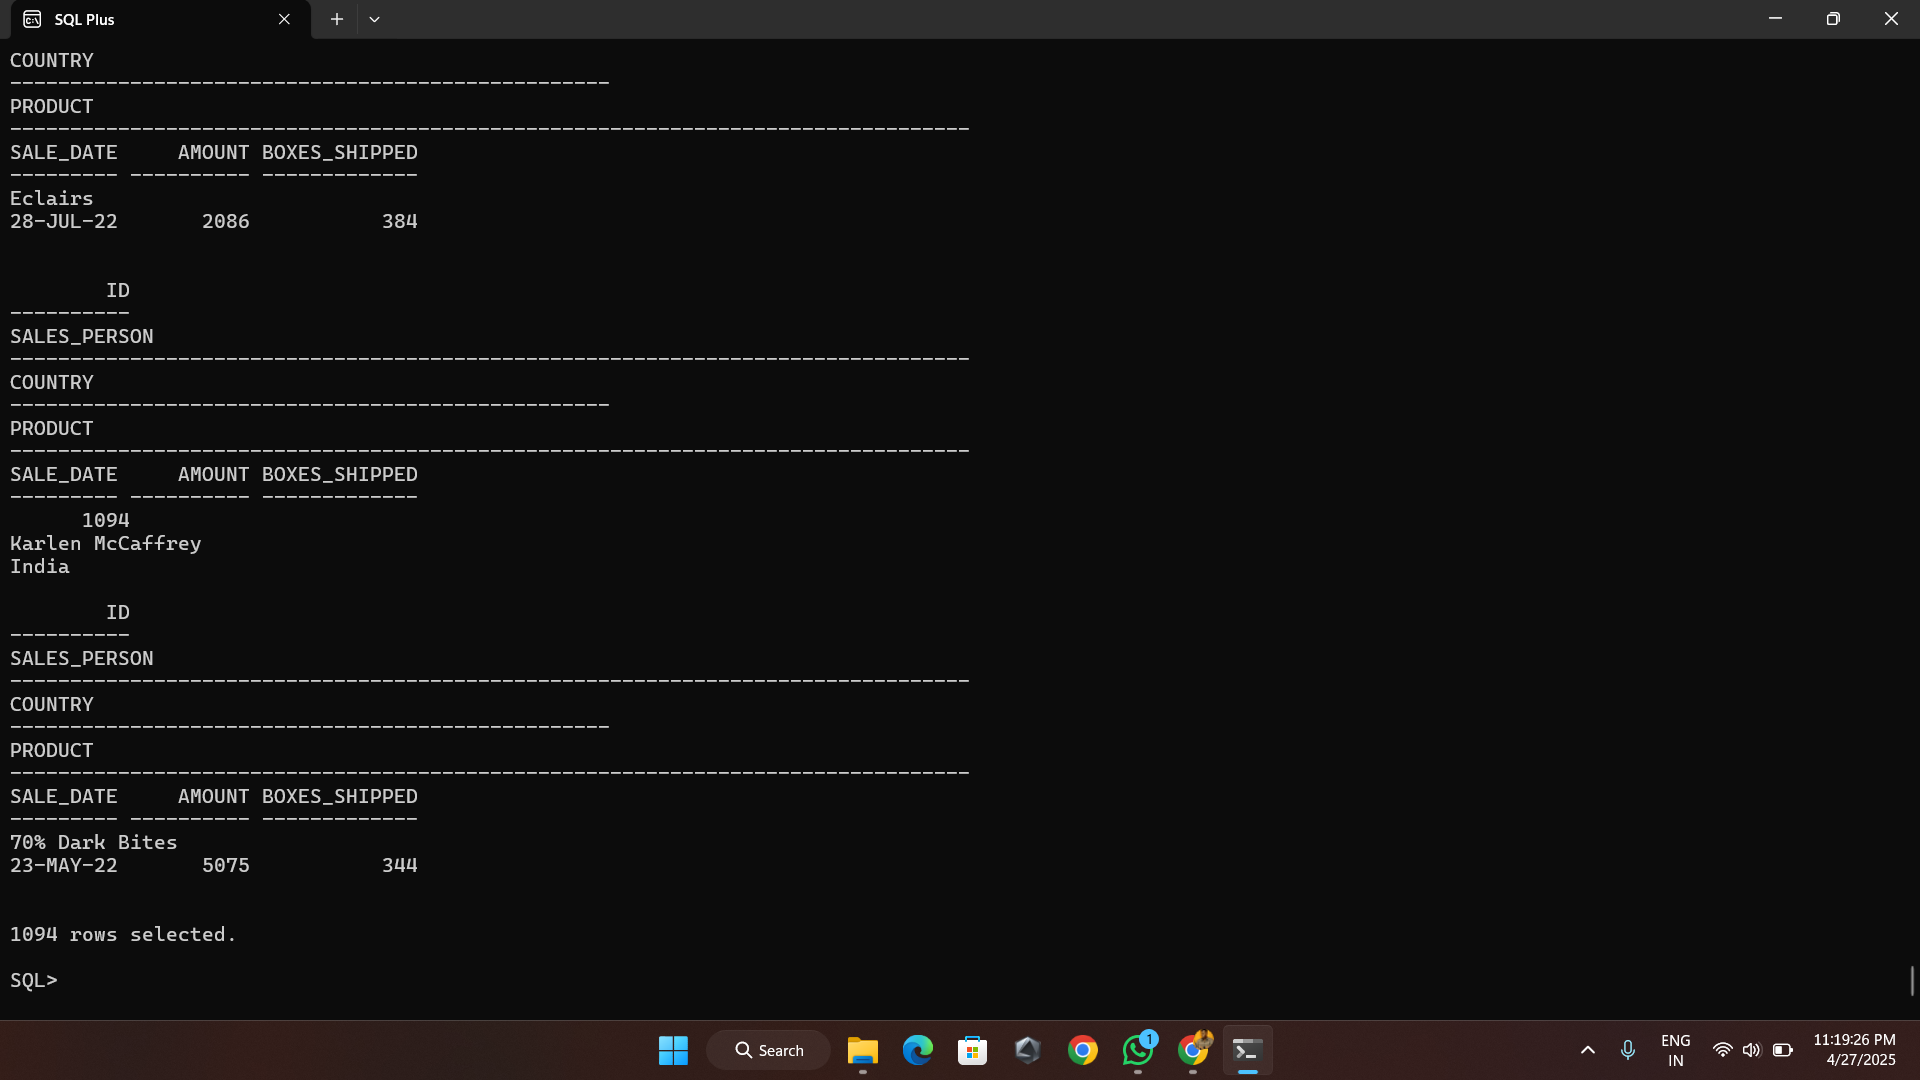 SQL Plus
COUNTRY
--------------------------------------------------
PRODUCT
--------------------------------------------------------------------------------
SALE_DATE     AMOUNT BOXES_SHIPPED
--------- ---------- -------------
Eclairs
28-JUL-22       2086           384
        ID
----------
SALES_PERSON
--------------------------------------------------------------------------------
COUNTRY
--------------------------------------------------
PRODUCT
--------------------------------------------------------------------------------
SALE_DATE     AMOUNT BOXES_SHIPPED
--------- ---------- -------------
      1094
Karlen McCaffrey
India
        ID
----------
SALES_PERSON
--------------------------------------------------------------------------------
COUNTRY
--------------------------------------------------
PRODUCT
--------------------------------------------------------------------------------
SALE_DATE     AMOUNT BOXES_SHIPPED
--------- ---------- -------------
70% Dark Bites
23-MAY-22       5075           344
1094 rows selected.
SQL>
Search
1
ENG
IN
11:19:26 PM
4/27/2025